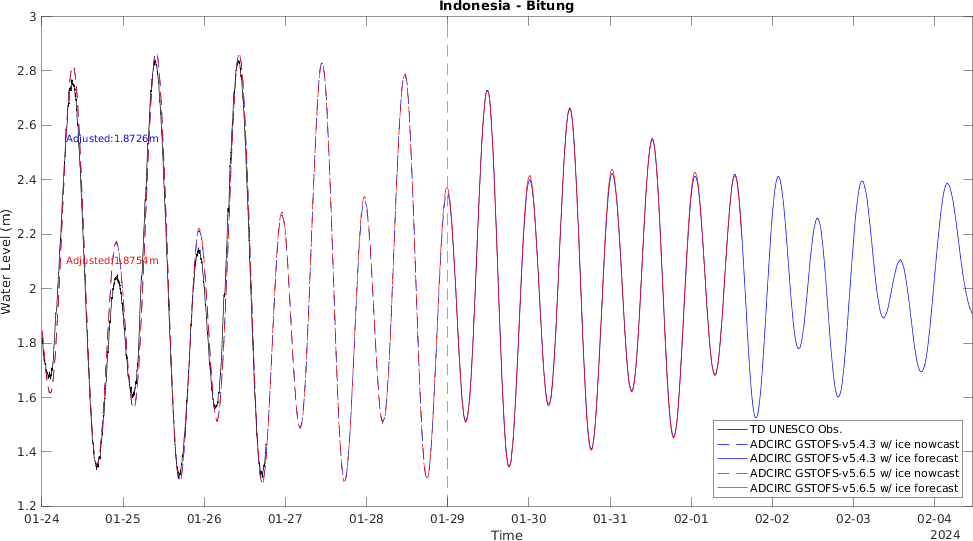 Indonesia - Bitung
Water Level (m)
3
2.8
2.6
2.4
2.2
2
1.8
1.6
1.4
1.2
Adjusted:1.8726m
Adjusted:1.8754m
TD UNESCO Obs.
ADCIRC GSTOFS-v5.4.3 w/ ice nowcast
ADCIRC GSTOFS-v5.4.3 w/ ice forecast
ADCIRC GSTOFS-v5.6.5 w/ ice nowcast
ADCIRC GSTOFS-v5.6.5 w/ ice forecast
01-24 01-25 01-26 01-27 01-28 01-29 01-30 01-31 02-01 02-02 02-03 02-04
Time
2024